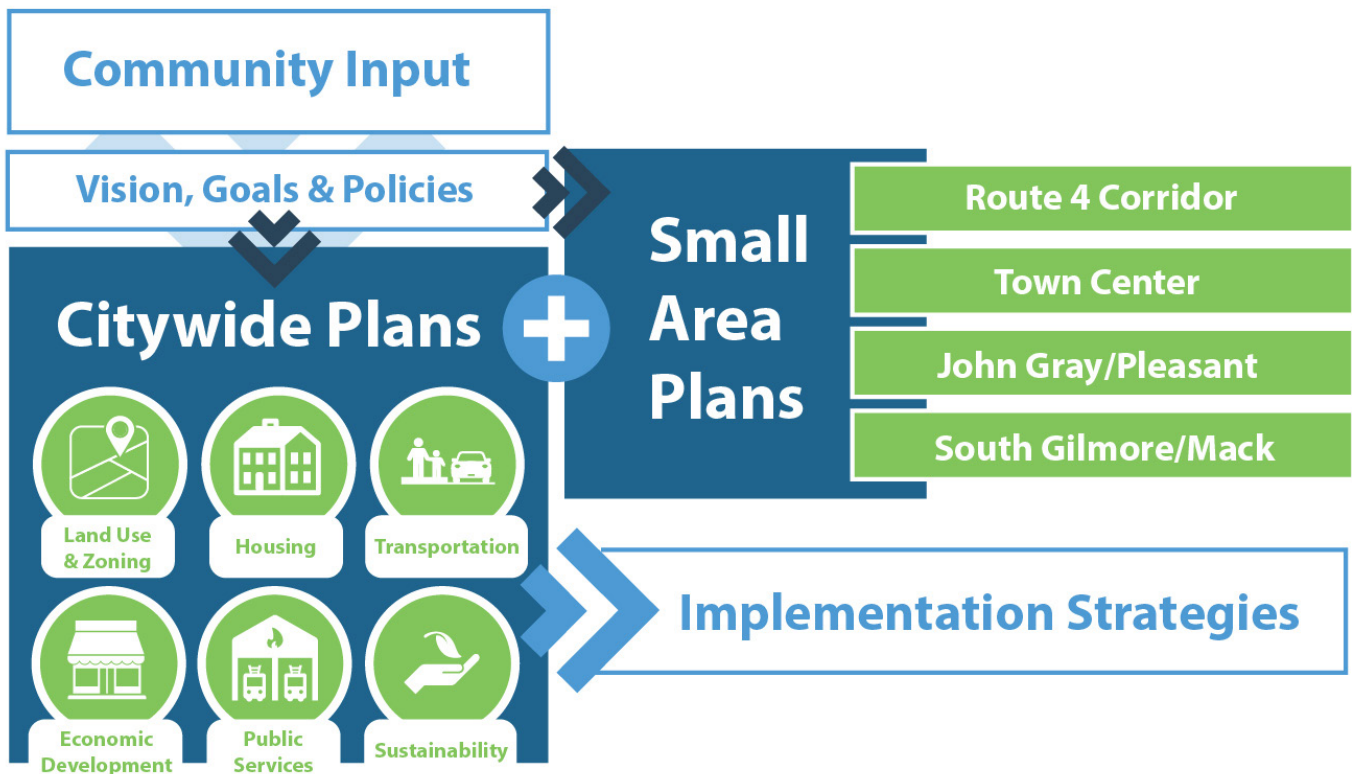 Community Input
Vision, Goals & Policies
Citywide Plans
Land Use
& Zoning
Housing
Transportation
Economic
Development
Public
Services
Sustainability
Small
Area
Plans
Route 4 Corridor
Town Center
John Gray/Pleasant
South Gilmore/Mack
Implementation Strategies